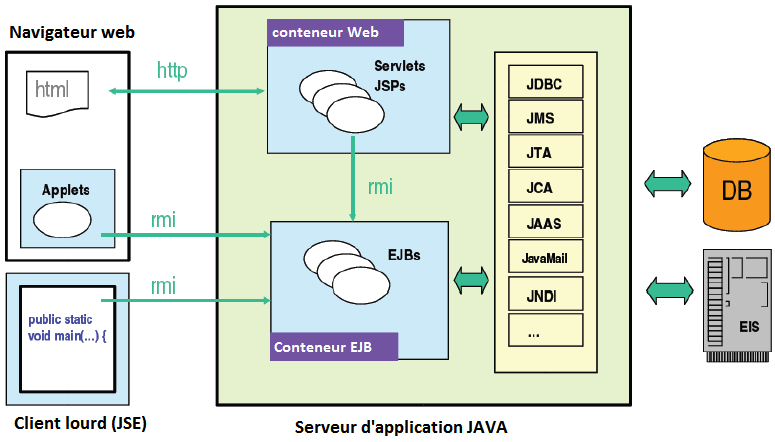 Navigateur web
html
Applets
public static
void main(...) {
Client lourd (JSE)
http
rmi
rmi
conteneur Web
Servlets
JSPs
rmi
EJBs
Conteneur EJB
JDBC
JMS
JTA
JCA
JAAS
JavaMail
JNDI
...
Serveur d'application JAVA
DB
EIS